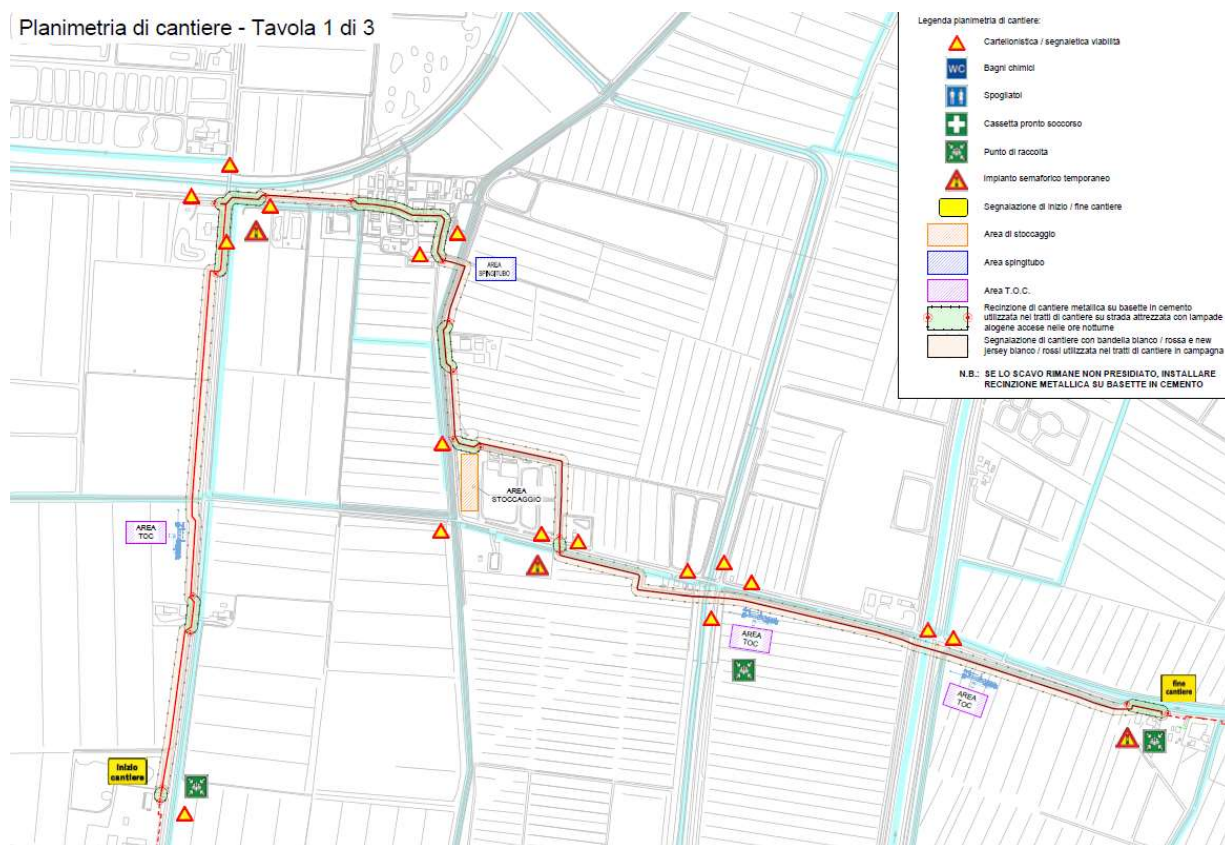 Planimetria di cantiere - Tavola 1 di 3
Legenda planimetria di cantiere:
Cartellonistica / segnaletica viabilità
WC
Bagni chimici
Spogliatoi
Cassetta pronto soccorso
Punto di raccolta
Impianto semaforico temporaneo
Segnalazione di inizio / fine cantiere
Area di stoccaggio
Area spingitubo
Area T.O.C.
Recinzione di cantiere metallica su basette in cemento
utilizzata nei tratti di cantiere su strada attrezzata con lampade
alogene accese nelle ore notturne
Segnalazione di cantiere con bandella bianco / rossa e new
jersey bianco / rossi utilizzata nei tratti di cantiere in campagna
N.B.: SE LO SCAVO RIMANE NON PRESIDIATO, INSTALLARE
RECINZIONE METALLICA SU BASETTE IN CEMENTO
AREA
SPINGITUBO
AREA
STOCCAGGIO
AREA
TOC
AREA
TOC
AREA
TOC
fine
cantiere
Inizio
cantiere